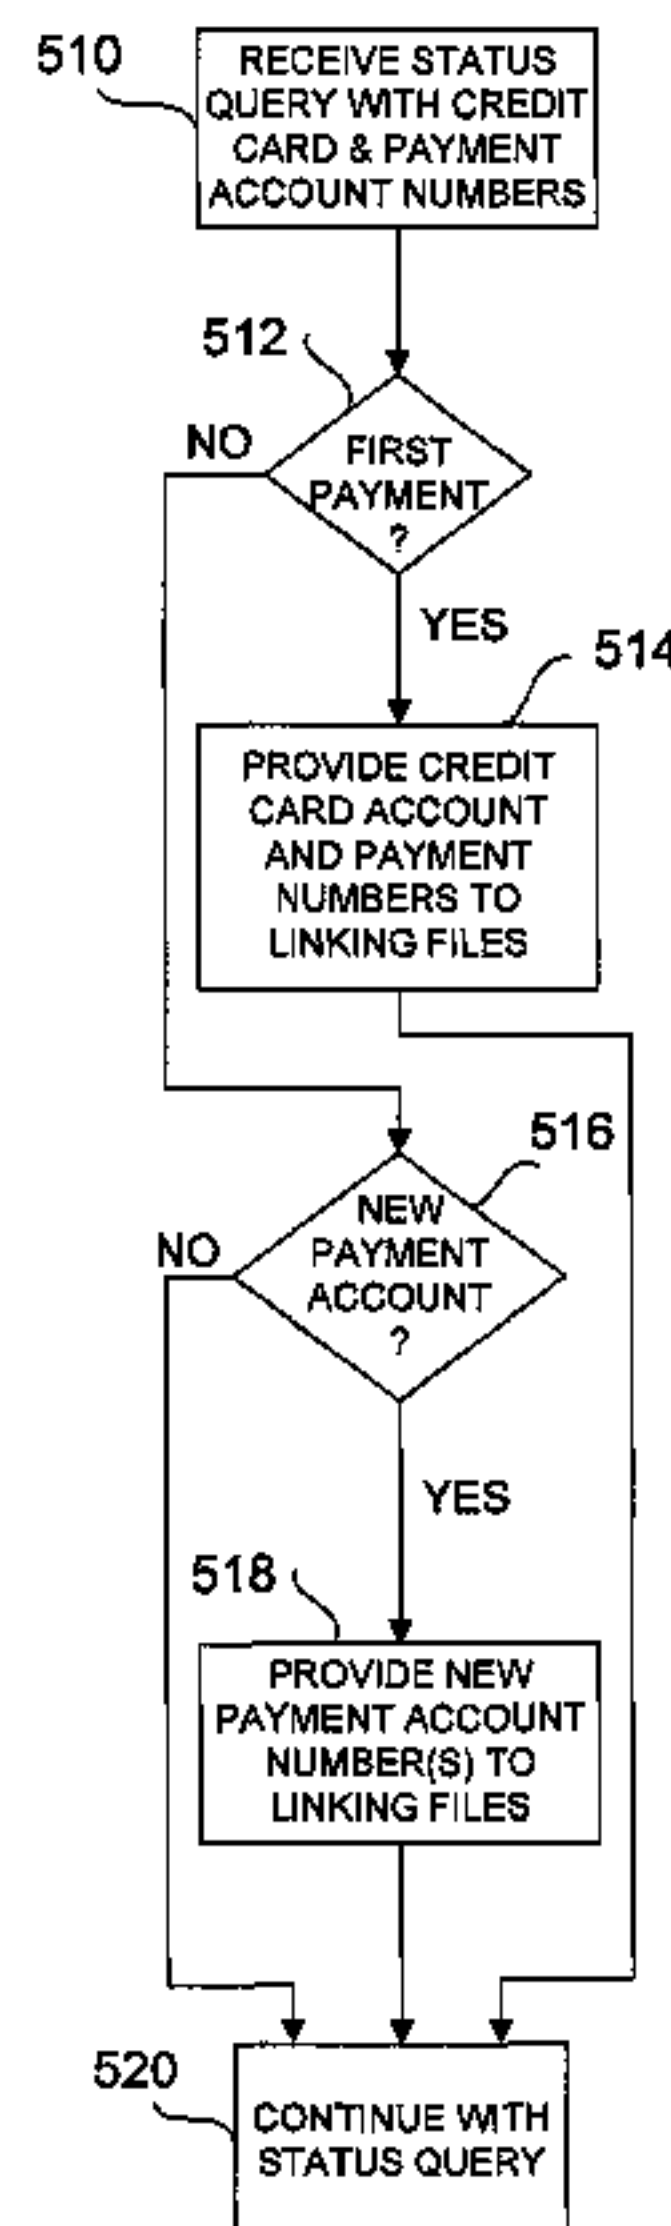 510
RECEIVE STATUS
QUERY WITH CREDIT
CARD & PAYMENT
ACCOUNT NUMBERS
512
NO
FIRST
PAYMENT
?
YES
514
PROVIDE CREDIT
CARD ACCOUNT
AND PAYMENT
NUMBERS TO
LINKING FILES
516
NO
NEW
PAYMENT
ACCOUNT
?
YES
518
PROVIDE NEW
PAYMENT ACCOUNT
NUMBER(S) TO
LINKING FILES
520
CONTINUE WITH
STATUS QUERY